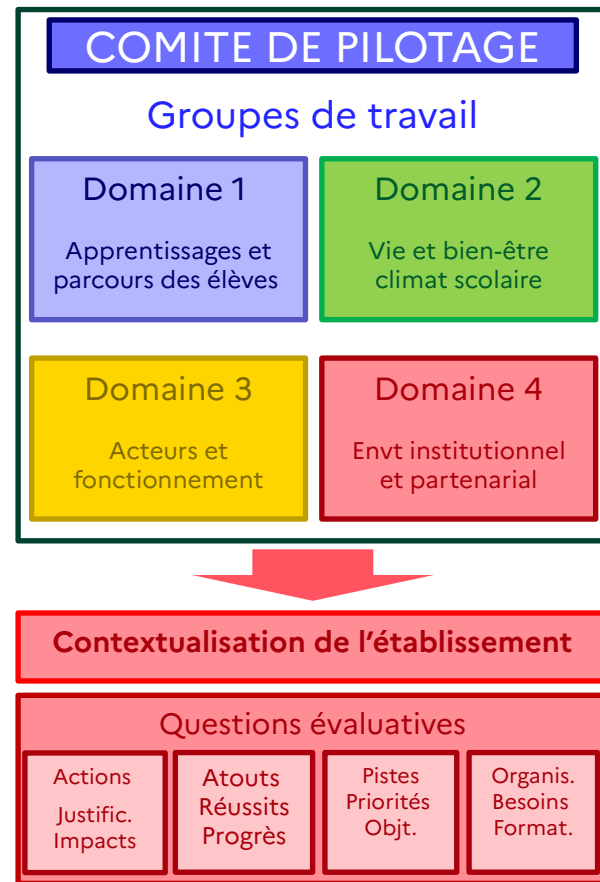 COMITE DE PILOTAGE
Groupes de travail
Domaine 1
Apprentissages et
parcours des élèves
Domaine 2
Vie et bien-être
climat scolaire
Domaine 3
Acteurs et
fonctionnement
Domaine 4
Envt institutionnel
et partenarial
Contextualisation de l’établissement
Questions évaluatives
Actions
Justific.
Impacts
Atouts
Réussits
Progrès
Pistes
Priorités
Objt.
Organis.
Besoins
Format.